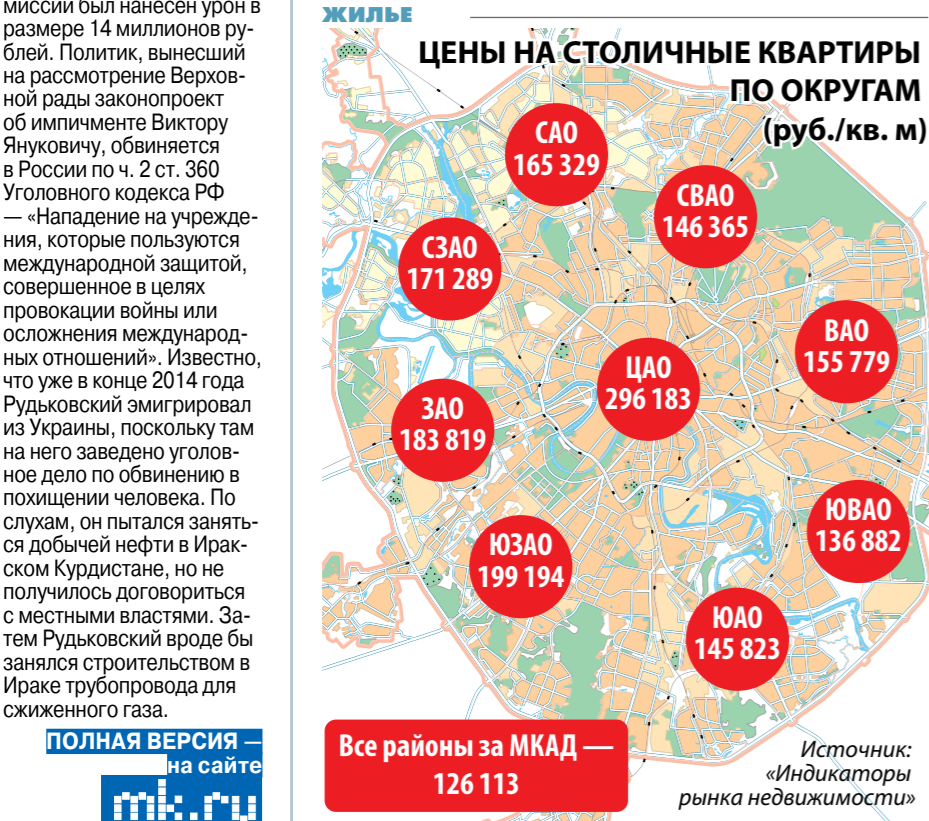 миссии был нанесен урон в
размере 14 миллионов ру-
блей. Политик, вынесший
на рассмотрение Верхов-
ной рады законопроект
об импичменте Виктору
Януковичу, обвиняется
в России по ч. 2 ст. 360
Уголовного кодекса РФ
— «Нападение на учрежде-
ния, которые пользуются
международной защитой,
совершенное в целях
провокации войны или
осложнения международ-
ных отношений». Известно,
что уже в конце 2014 года
Рудьковский эмигрировал
из Украины, поскольку там
на него заведено уголов-
ное дело по обвинению в
похищении человека. По
слухам, он пытался занять-
ся добычей нефти в Ирак-
ском Курдистане, но не
получилось договориться
с местными властями. За-
тем Рудьковский вроде бы
занялся строительством в
Ираке трубопровода для
сжиженного газа.
ПОЛНАЯ ВЕРСИЯ —
на сайте
mk.ru
ЖИЛЬЕ
ЦЕНЫ НА СТОЛИЧНЫЕ КВАРТИРЫ
ПО ОКРУГАМ
(руб./кв. м)
САО
165 329
СВАО
146 365
СЗАО
171 289
ВАО
155 779
ЦАО
296 183
ЗАО
183 819
ЮВАО
136 882
ЮЗАО
199 194
ЮАО
145 823
Все районы за МКАД —
126 113
Источник:
«Индикаторы
рынка недвижимости»